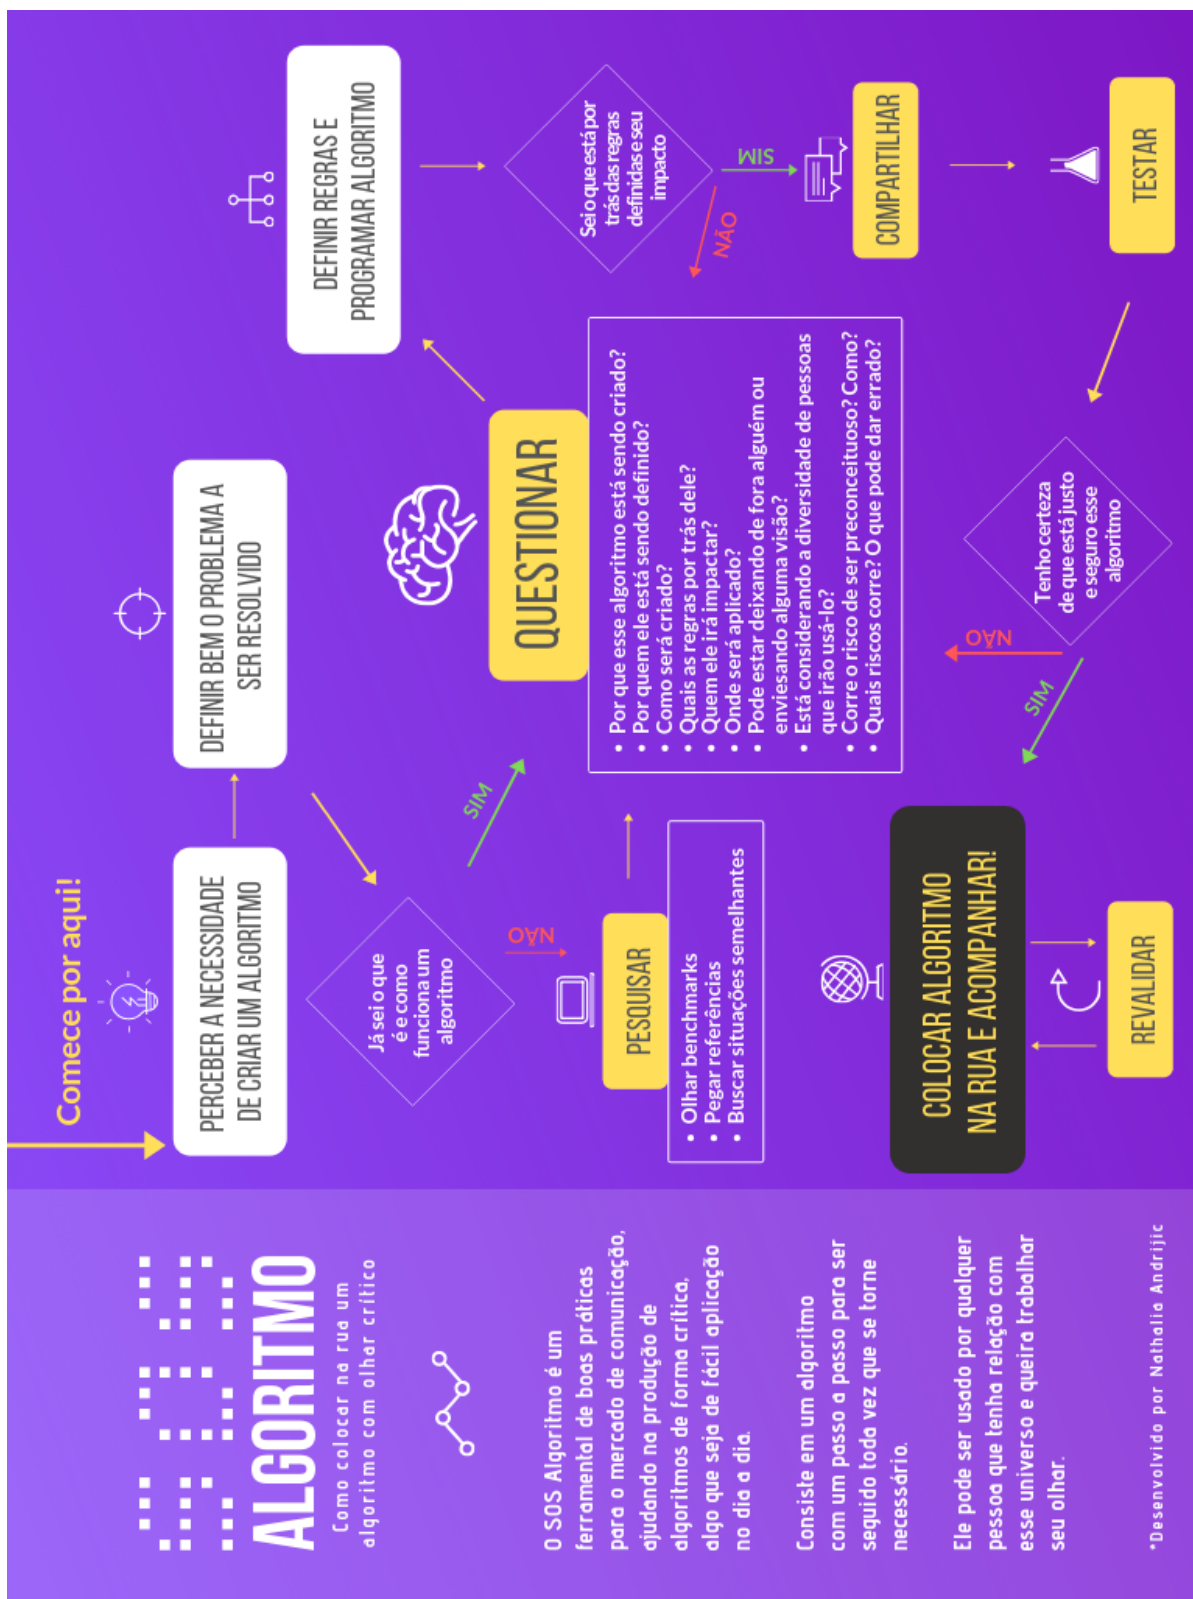 SOS
ALGORITMO
Como colocar na rua um
algoritmo com olhar crítico
O SOS Algoritmo é um
ferramental de boas práticas
para o mercado de comunicação,
ajudando na produção de
algoritmos de forma crítica,
algo que seja de fácil aplicação
no dia a dia.
Consiste em um algoritmo
com um passo a passo para ser
seguido toda vez que se torne
necessário.
Ele pode ser usado por qualquer
pessoa que tenha relação com
esse universo e queira trabalhar
seu olhar.
*Desenvolvido por Nathalia Andrijic
Comece por aqui!
PERCEBER A NECESSIDADE
DE CRIAR UM ALGORITMO
DEFINIR BEM O PROBLEMA A
SER RESOLVIDO
Já sei o que
é e como
funciona um
algoritmo
SIM
NÃO
PESQUISAR
• Olhar benchmarks
• Pegar referências
• Buscar situações semelhantes
QUESTIONAR
• Por que esse algoritmo está sendo criado?
• Por quem ele está sendo definido?
• Como será criado?
• Quais as regras por trás dele?
• Quem ele irá impactar?
• Onde será aplicado?
• Pode estar deixando de fora alguém ou
enviesando alguma visão?
• Está considerando a diversidade de pessoas
que irão usá-lo?
• Corre o risco de ser preconceituoso? Como?
• Quais riscos corre? O que pode dar errado?
DEFINIR REGRAS E
PROGRAMAR ALGORITMO
Sei o que está por
trás das regras
definidas e seu
impacto
NÃO
SIM
COMPARTILHAR
TESTAR
Tenho certeza
de que está justo
e seguro esse
algoritmo
NÃO
SIM
COLOCAR ALGORITMO
NA RUA E ACOMPANHAR!
REVALIDAR